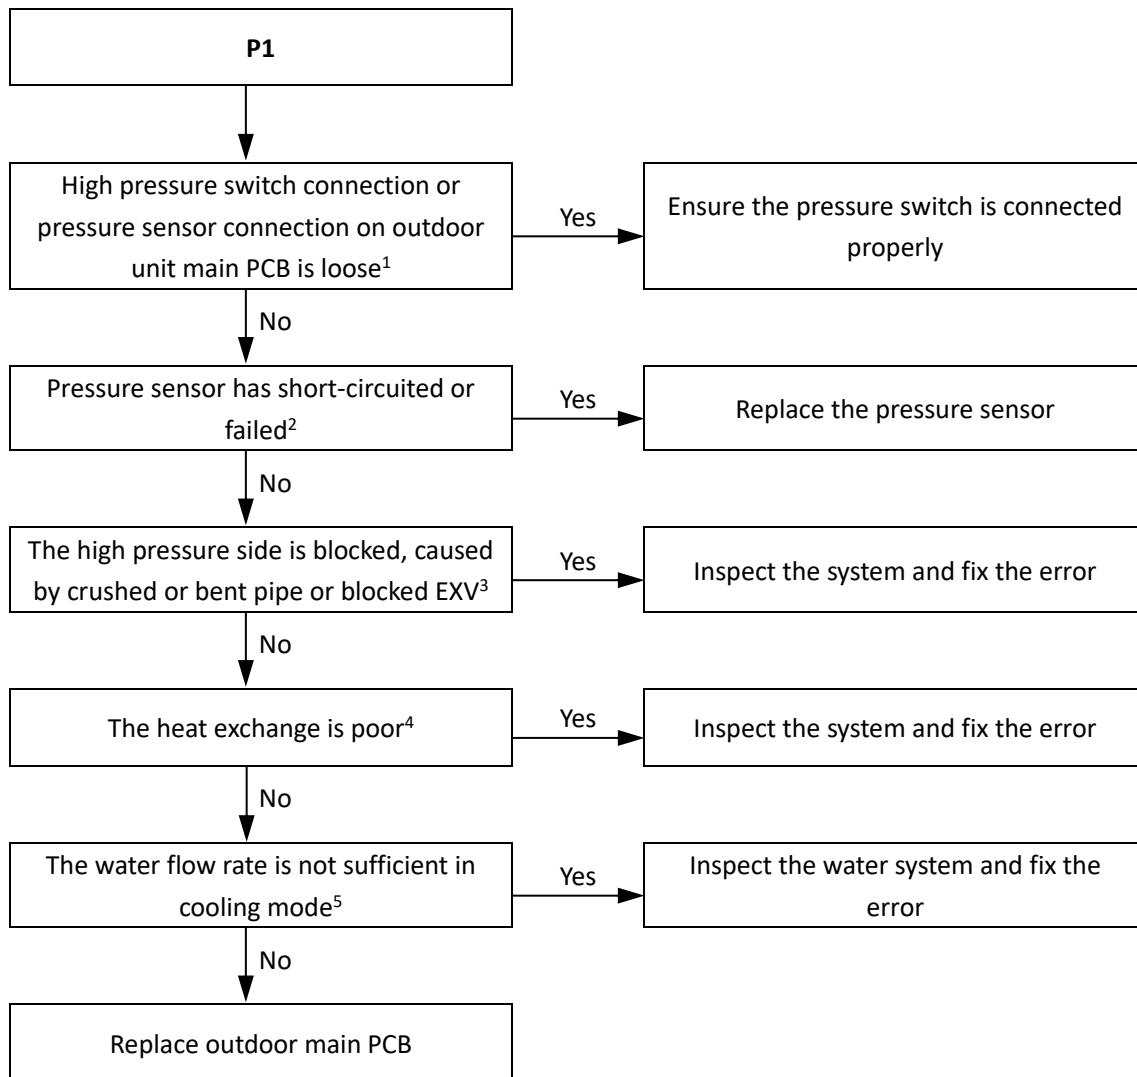 P1
High pressure switch connection or
pressure sensor connection on outdoor
unit main PCB is loose¹
Yes
Ensure the pressure switch is connected
properly
No
Pressure sensor has short-circuited or
failed²
Yes
Replace the pressure sensor
No
The high pressure side is blocked, caused
by crushed or bent pipe or blocked EXV³
Yes
Inspect the system and fix the error
No
The heat exchange is poor⁴
Yes
Inspect the system and fix the error
No
The water flow rate is not sufficient in
cooling mode⁵
Yes
Inspect the water system and fix the
error
No
Replace outdoor main PCB